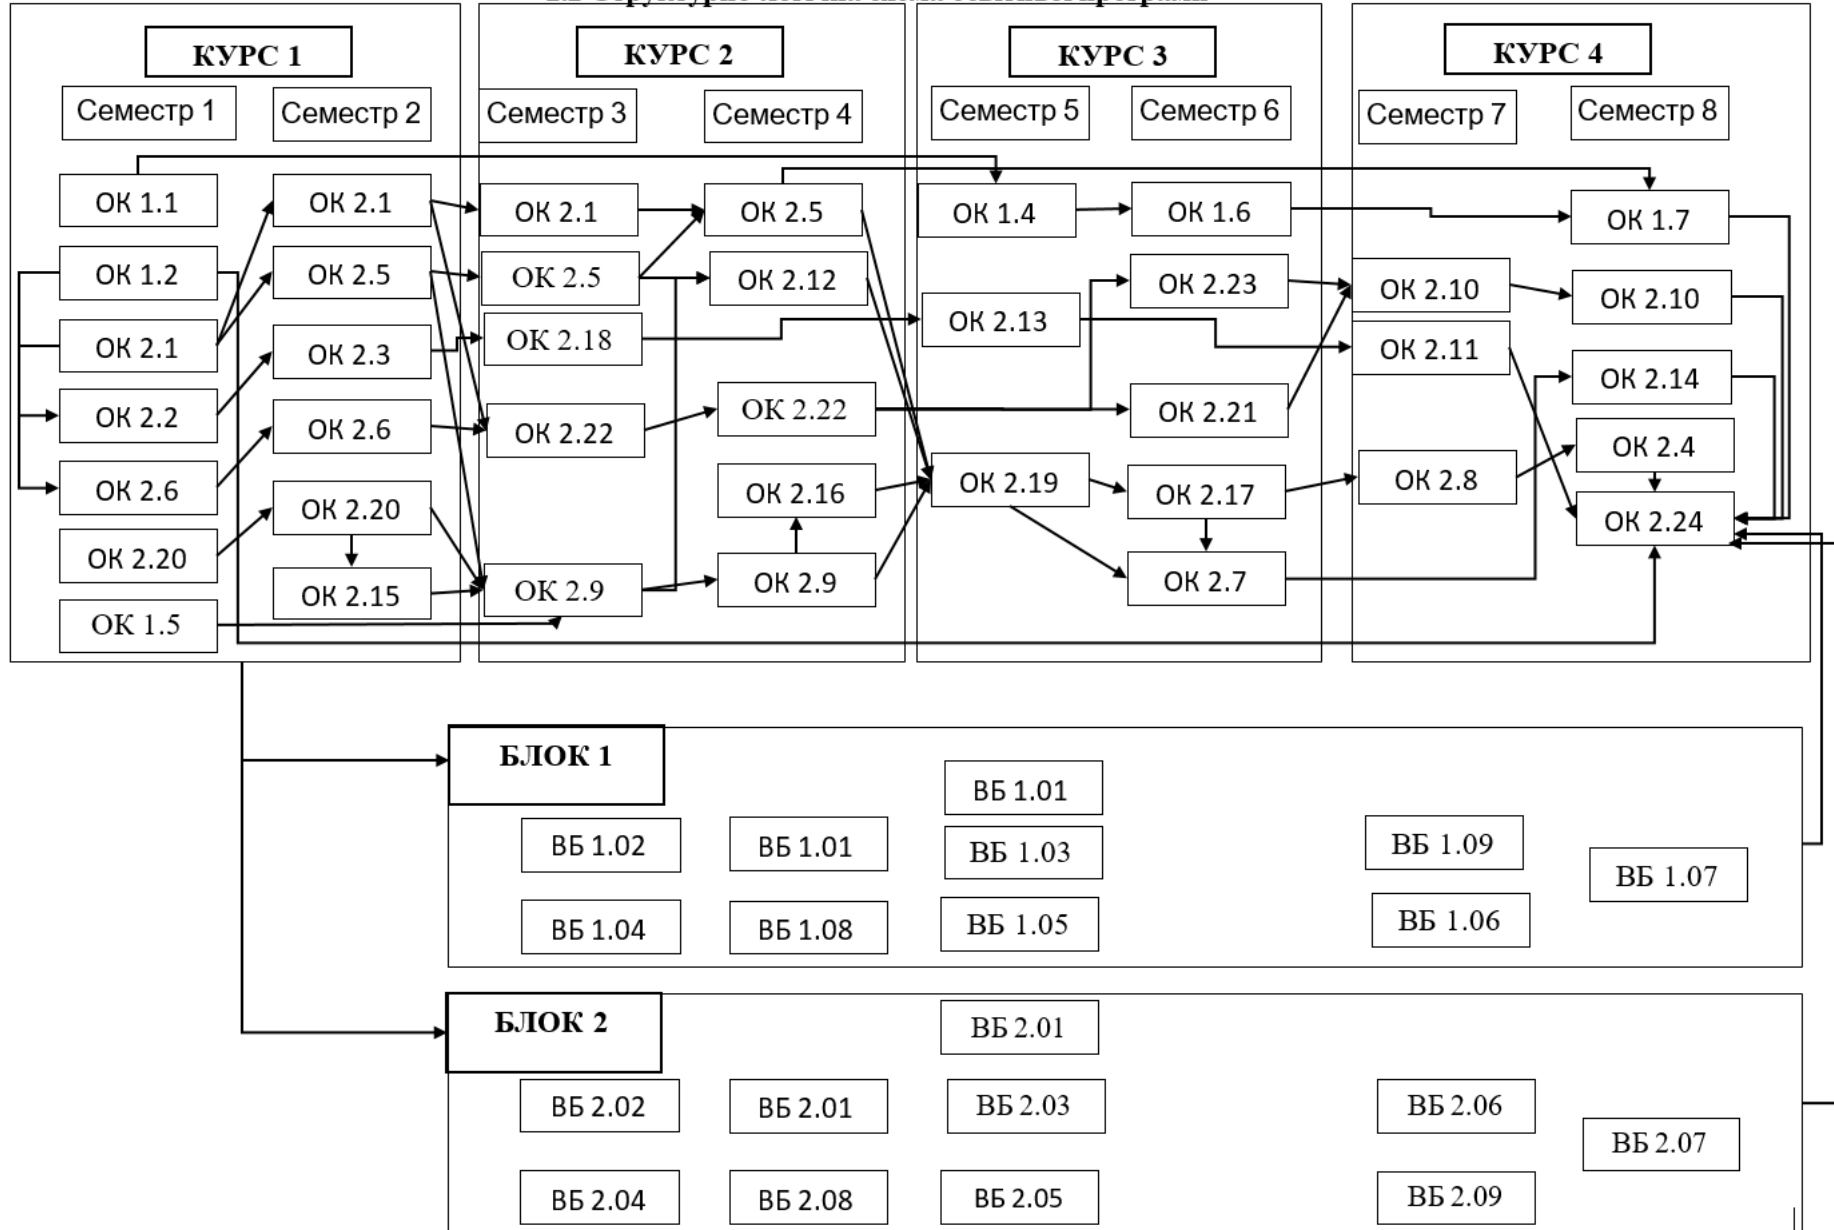 КУРС 1
КУРС 2
КУРС 3
КУРС 4
Семестр 1
Семестр 2
Семестр 3
Семестр 4
Семестр 5
Семестр 6
Семестр 7
Семестр 8
ОК 1.1
ОК 1.2
ОК 2.1
ОК 2.2
ОК 2.6
ОК 2.20
ОК 1.5
ОК 2.1
ОК 2.5
ОК 2.3
ОК 2.6
ОК 2.20
ОК 2.15
ОК 2.1
ОК 2.5
ОК 2.18
ОК 2.22
ОК 2.9
ОК 2.5
ОК 2.12
ОК 2.22
ОК 2.16
ОК 2.9
ОК 1.4
ОК 2.13
ОК 2.19
ОК 1.6
ОК 2.23
ОК 2.21
ОК 2.17
ОК 2.7
ОК 2.10
ОК 2.11
ОК 2.8
ОК 1.7
ОК 2.10
ОК 2.14
ОК 2.4
ОК 2.24
БЛОК 1
ВБ 1.02
ВБ 1.04
ВБ 1.01
ВБ 1.08
ВБ 1.01
ВБ 1.03
ВБ 1.05
ВБ 1.09
ВБ 1.06
ВБ 1.07
БЛОК 2
ВБ 2.02
ВБ 2.04
ВБ 2.01
ВБ 2.08
ВБ 2.01
ВБ 2.03
ВБ 2.05
ВБ 2.06
ВБ 2.09
ВБ 2.07